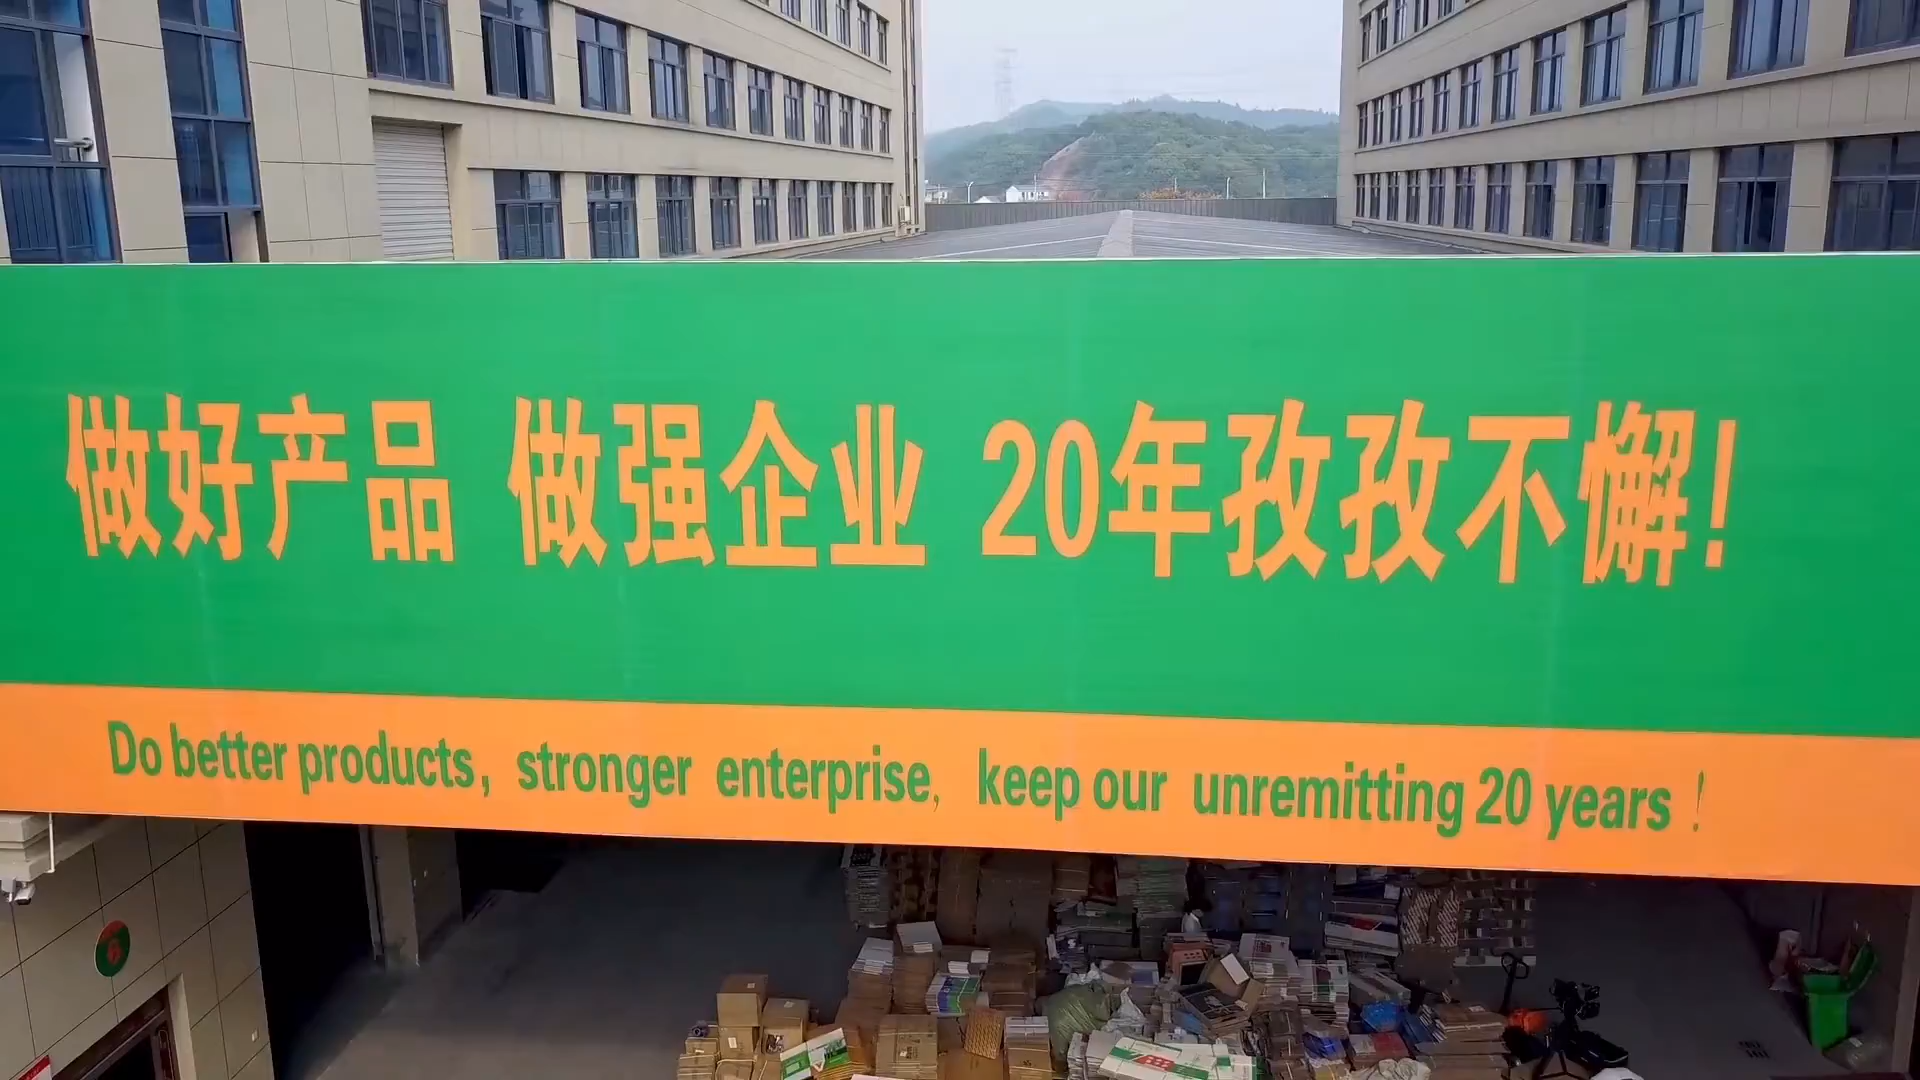 做好产品 做强企业 20年孜孜不懈!
Do better products, stronger enterprise, keep our unremitting 20 years !